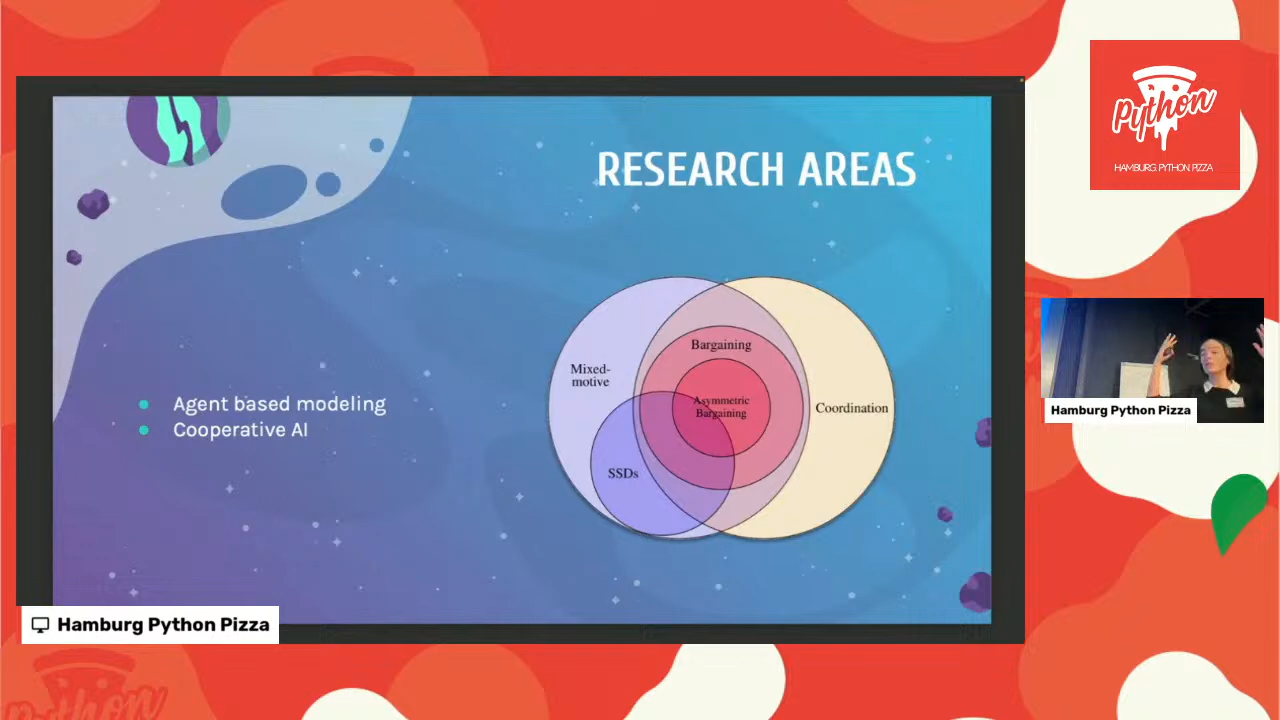 RESEARCH AREAS
Agent based modeling
Cooperative AI
Mixed-
motive
Bargaining
Asymmetric
Bargaining
Coordination
SSDs
Hamburg Python Pizza
Python
HAMBURG PYTHON PIZZA
Hamburg Python Pizza
Python